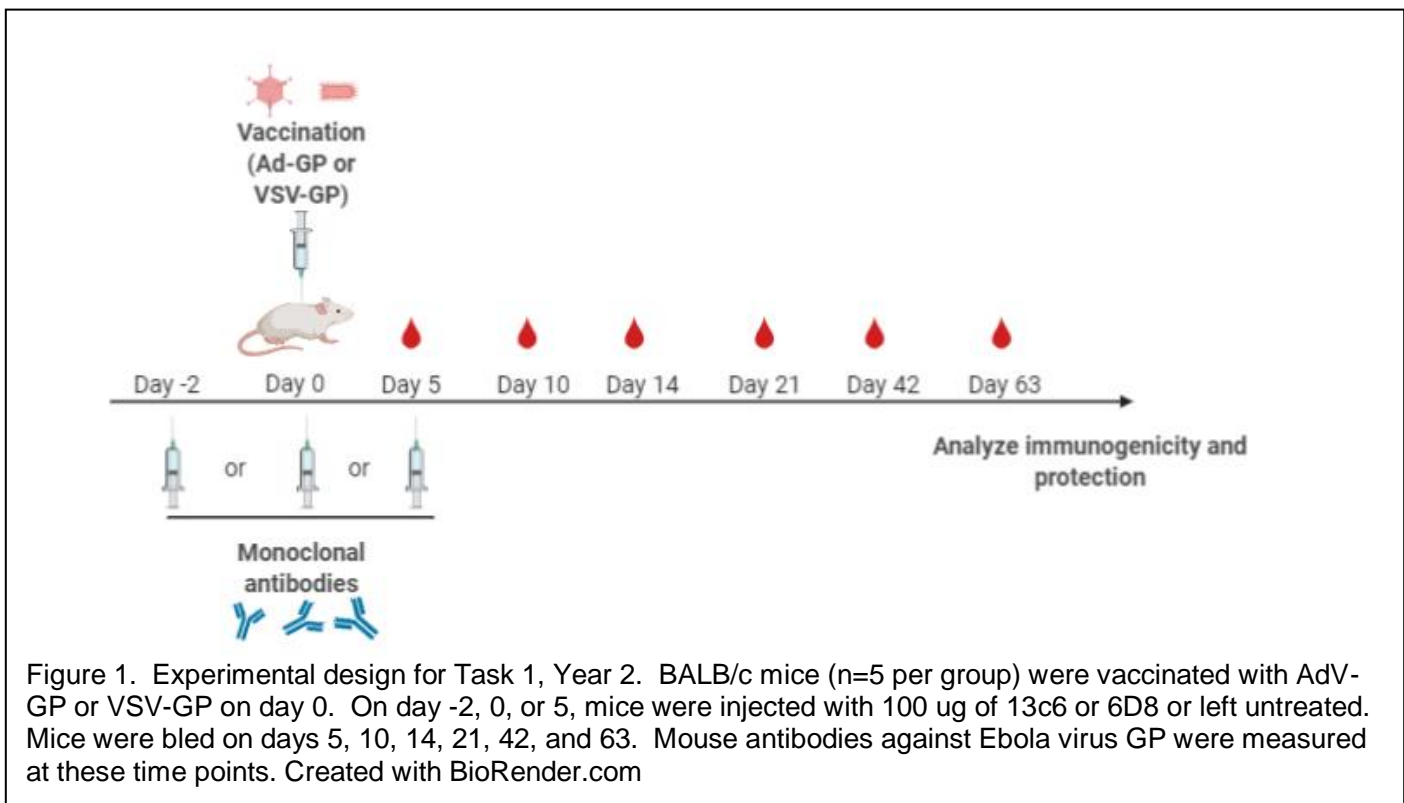 Vaccination
(Ad-GP or
VSV-GP)
Day -2 Day 0 Day 5 Day 10 Day 14 Day 21 Day 42 Day 63
or or
Analyze immunogenicity and
protection
Monoclonal
antibodies
Figure 1. Experimental design for Task 1, Year 2. BALB/c mice (n=5 per group) were vaccinated with AdV-
GP or VSV-GP on day 0. On day -2, 0, or 5, mice were injected with 100 ug of 13c6 or 6D8 or left untreated.
Mice were bled on days 5, 10, 14, 21, 42, and 63. Mouse antibodies against Ebola virus GP were measured
at these time points. Created with BioRender.com